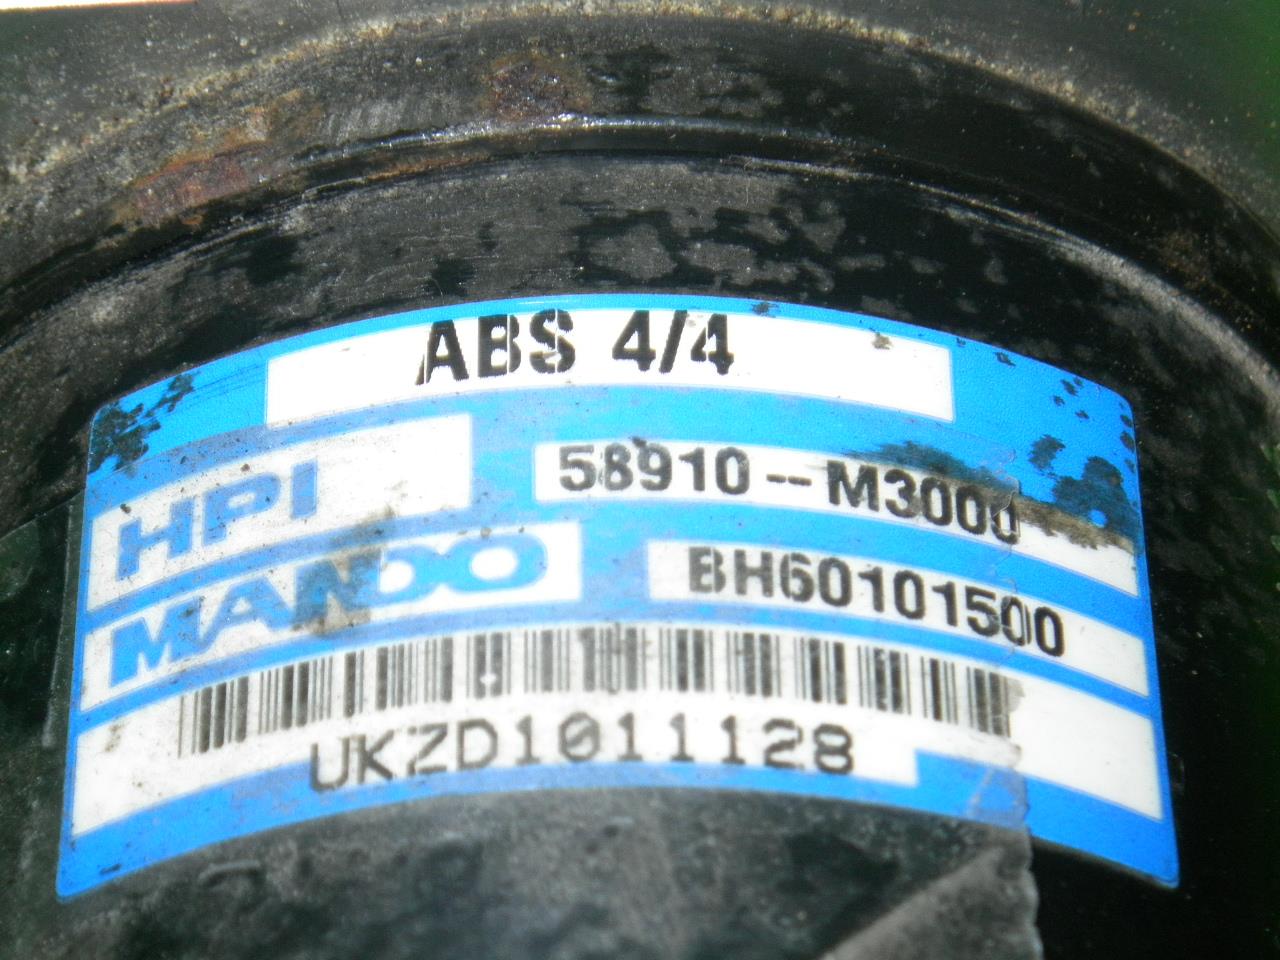 ABS 4/4
HPI 58910--M3000
MANDO BH60101500
UKZD1011128